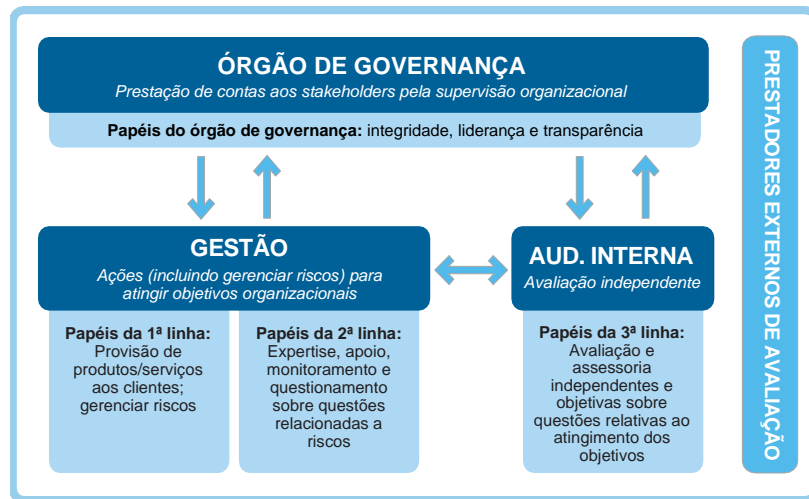 ÓRGÃO DE GOVERNANÇA
Prestação de contas aos stakeholders pela supervisão organizacional
Papéis do órgão de governança: integridade, liderança e transparência
GESTÃO
Ações (incluindo gerenciar riscos) para
atingir objetivos organizacionais
Papéis da 1ª linha:
Provisão de
produtos/serviços
aos clientes;
gerenciar riscos
Papéis da 2ª linha:
Expertise, apoio,
monitoramento e
questionamento
sobre questões
relacionadas a
riscos
AUD. INTERNA
Avaliação independente
Papéis da 3ª linha:
Avaliação e
assessoria
independentes e
objetivas sobre
questões relativas ao
atingimento dos
objetivos
PRESTADORES EXTERNOS DE AVALIAÇÃO